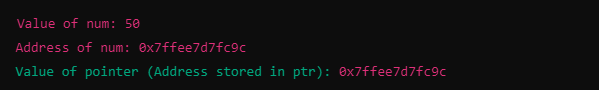 Value of num: 50
Address of num: 0x7ffee7d7fc9c
Value of pointer (Address stored in ptr): 0x7ffee7d7fc9c